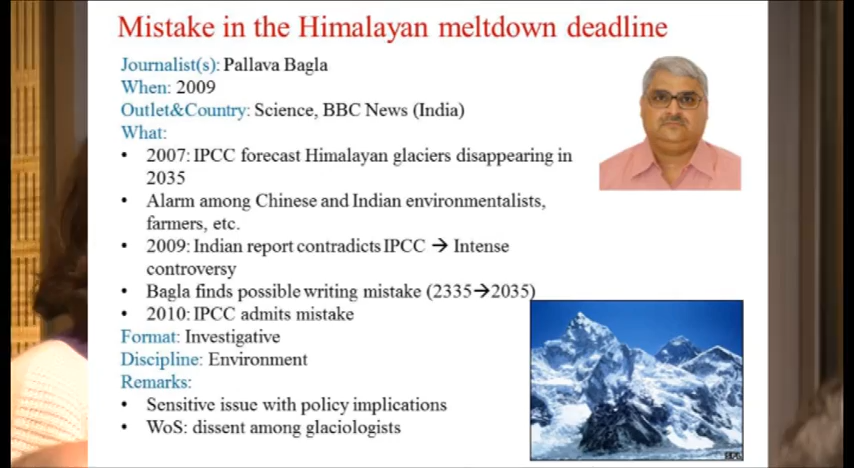 Mistake in the Himalayan meltdown deadline
Journalist(s): Pallava Bagla
When: 2009
Outlet&Country: Science, BBC News (India)
What:
• 2007: IPCC forecast Himalayan glaciers disappearing in
2035
• Alarm among Chinese and Indian environmentalists,
farmers, etc.
• 2009: Indian report contradicts IPCC → Intense
controversy
• Bagla finds possible writing mistake (2335→2035)
• 2010: IPCC admits mistake
Format: Investigative
Discipline: Environment
Remarks:
• Sensitive issue with policy implications
• WoS: dissent among glaciologists